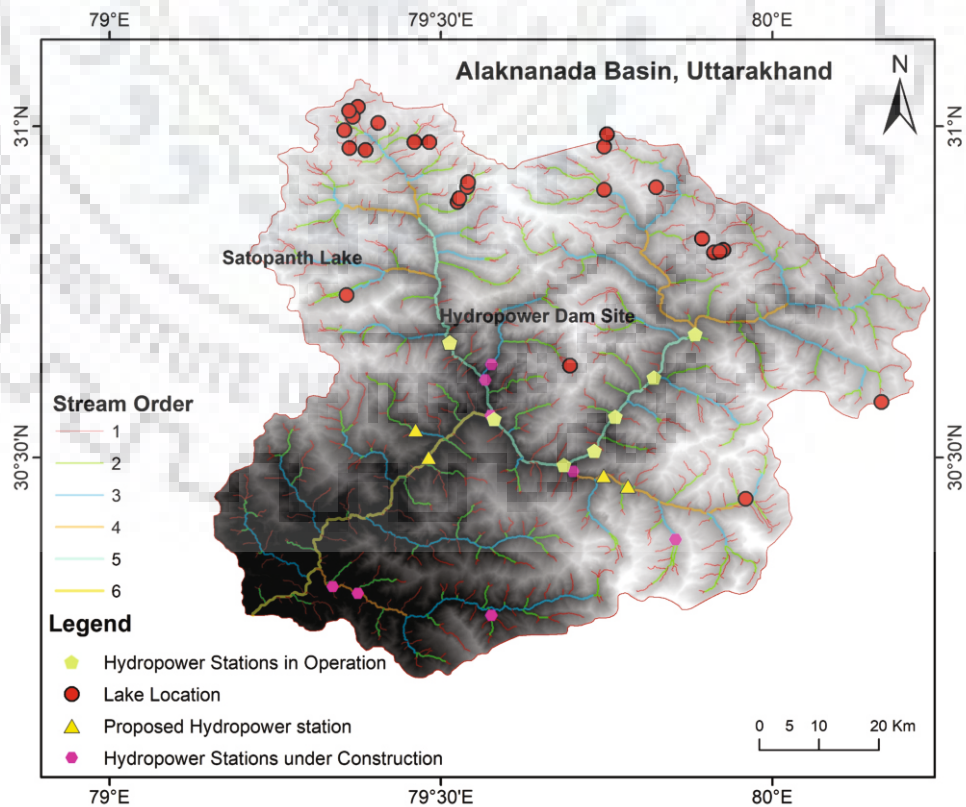 79°E 79°30'E 80°E
Alaknanada Basin, Uttarakhand
N
31°N 31°N
Satopanth Lake
Hydropower Dam Site
Stream Order
1
30°30'N 30°30'N
2
3
4
5
6
Legend
Hydropower Stations in Operation
Lake Location
Proposed Hydropower station
Hydropower Stations under Construction
0 5 10 20 Km
79°E 79°30'E 80°E